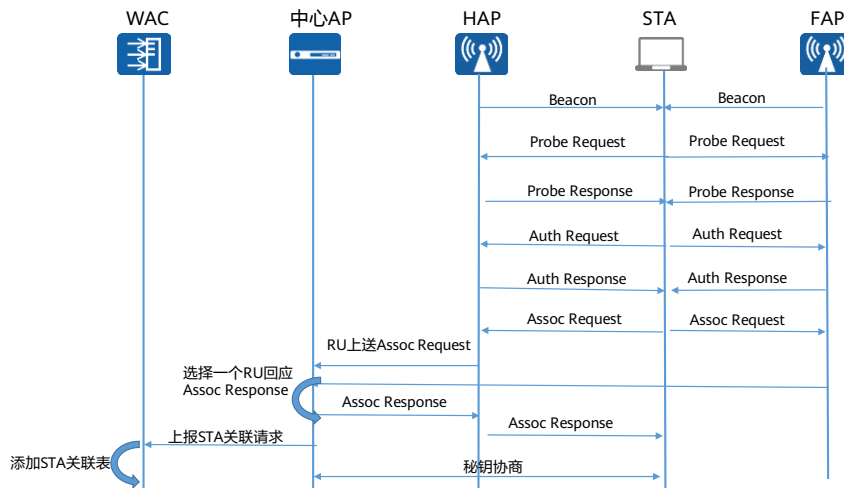 WAC
中心AP
HAP
STA
FAP
Beacon
Beacon
Probe Request
Probe Request
Probe Response
Probe Response
Auth Request
Auth Request
Auth Response
Auth Response
Assoc Request
Assoc Request
RU上送Assoc Request
选择一个RU回应
Assoc Response
Assoc Response
Assoc Response
上报STA关联请求
添加STA关联表
秘钥协商